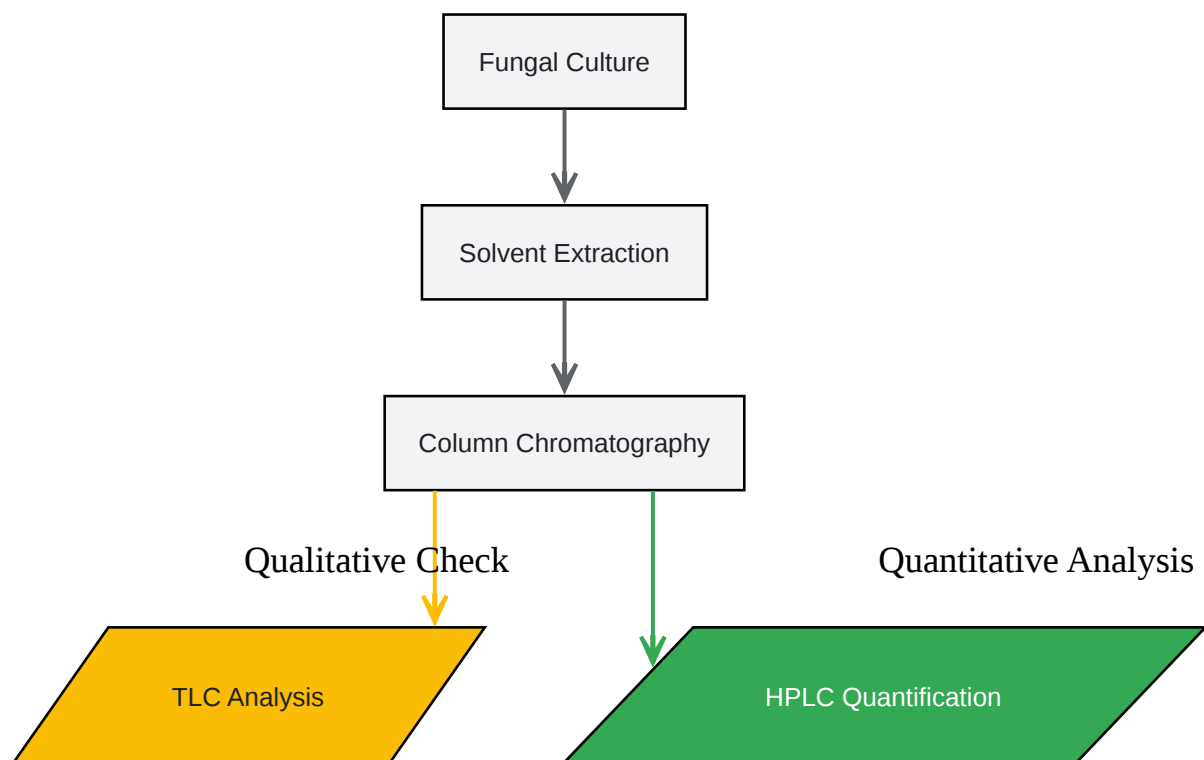 Fungal Culture
Solvent Extraction
Column Chromatography
Qualitative Check
Quantitative Analysis
TLC Analysis
HPLC Quantification